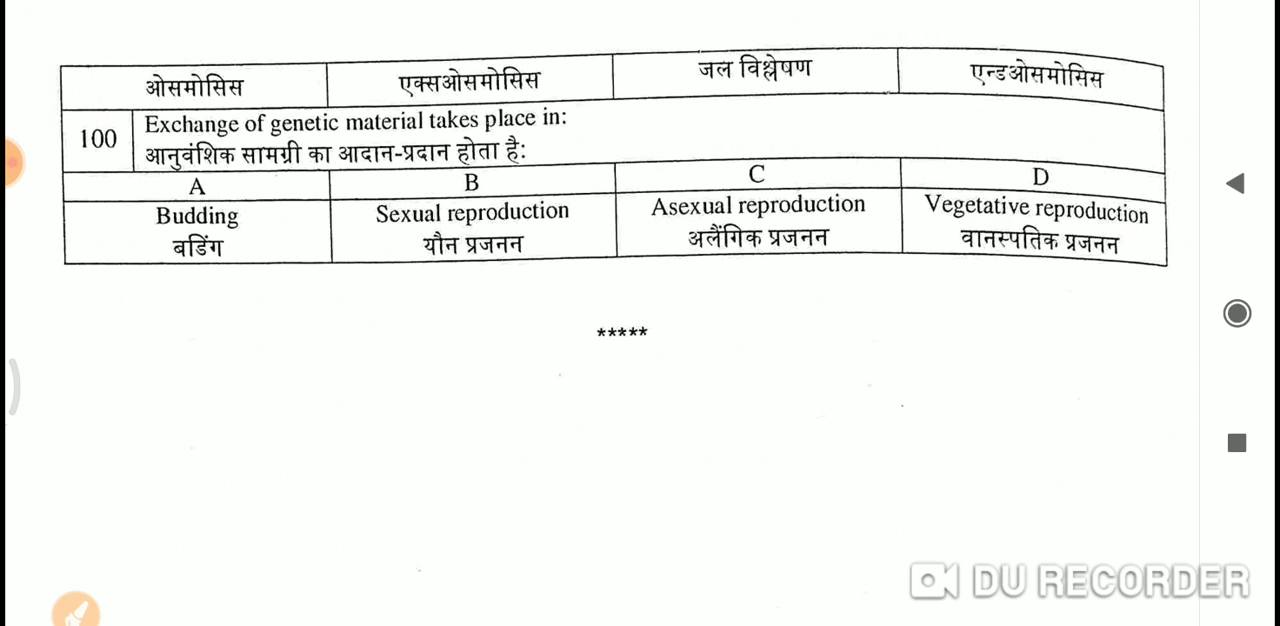 ओसमोसिस एक्सओसमोसिस जल विश्लेषण एन्डओसमोसिस
100 Exchange of genetic material takes place in:
आनुवंशिक सामग्री का आदान-प्रदान होता है:
A B C D
Budding Sexual reproduction Asexual reproduction Vegetative reproduction
बडिंग यौन प्रजनन अलैंगिक प्रजनन वानस्पतिक प्रजनन
*****
DU RECORDER